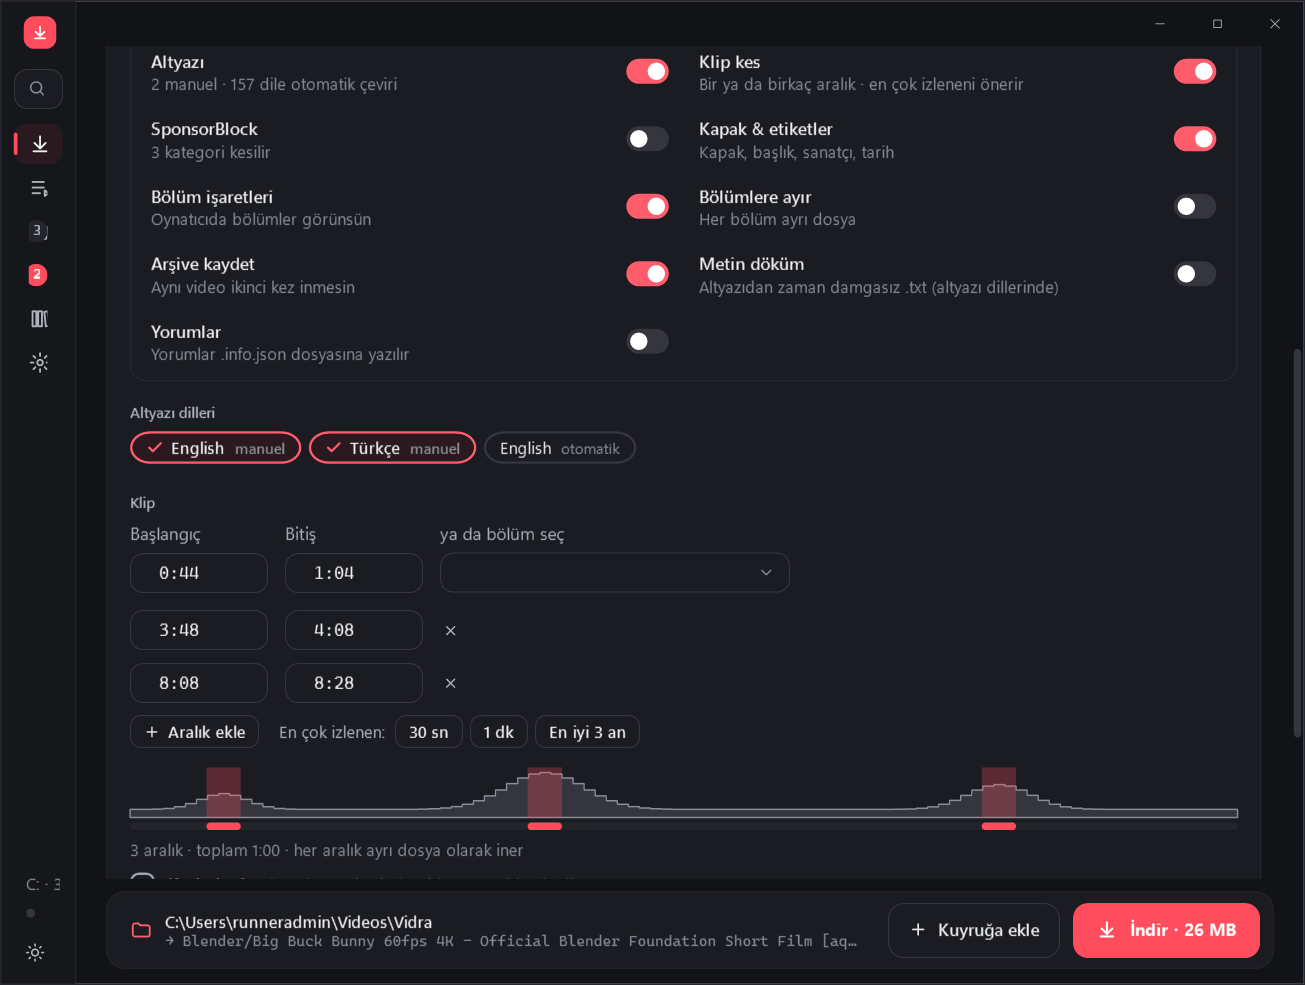 Altyazı
2 manuel · 157 dile otomatik çeviri
Klip kes
Bir ya da birkaç aralık · en çok izleneni önerir
SponsorBlock
3 kategori kesilir
Kapak & etiketler
Kapak, başlık, sanatçı, tarih
Bölüm işaretleri
Oynatıcıda bölümler görünsün
Bölümlere ayır
Her bölüm ayrı dosya
Arşive kaydet
Aynı video ikinci kez inmesin
Metin döküm
Altyazıdan zaman damgasız .txt (altyazı dillerinde)
Yorumlar
Yorumlar .info.json dosyasına yazılır
3
2
Altyazı dilleri
English manuel
Türkçe manuel
English otomatik
Klip
Başlangıç
Bitiş
ya da bölüm seç
0:44
1:04
3:48
4:08
8:08
8:28
Aralık ekle
En çok izlenen:
30 sn
1 dk
En iyi 3 an
3 aralık · toplam 1:00 · her aralık ayrı dosya olarak iner
C: · 3
C:\Users\runneradmin\Videos\Vidra
→ Blender/Big Buck Bunny 60fps 4K - Official Blender Foundation Short Film [aq…
Kuyruğa ekle
İndir · 26 MB